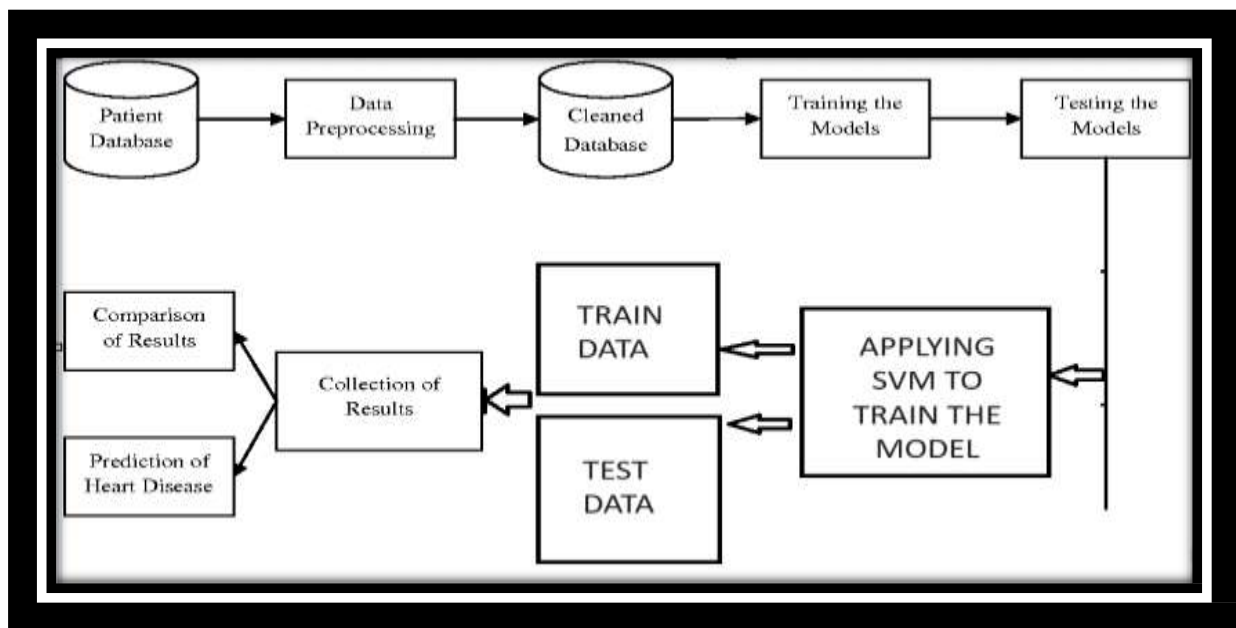 Patient
Database
Data
Preprocessing
Cleaned
Database
Training the
Models
Testing the
Models
Comparison
of Results
Prediction of
Heart Disease
Collection of
Results
TRAIN
DATA
TEST
DATA
APPLYING
SVM TO
TRAIN THE
MODEL